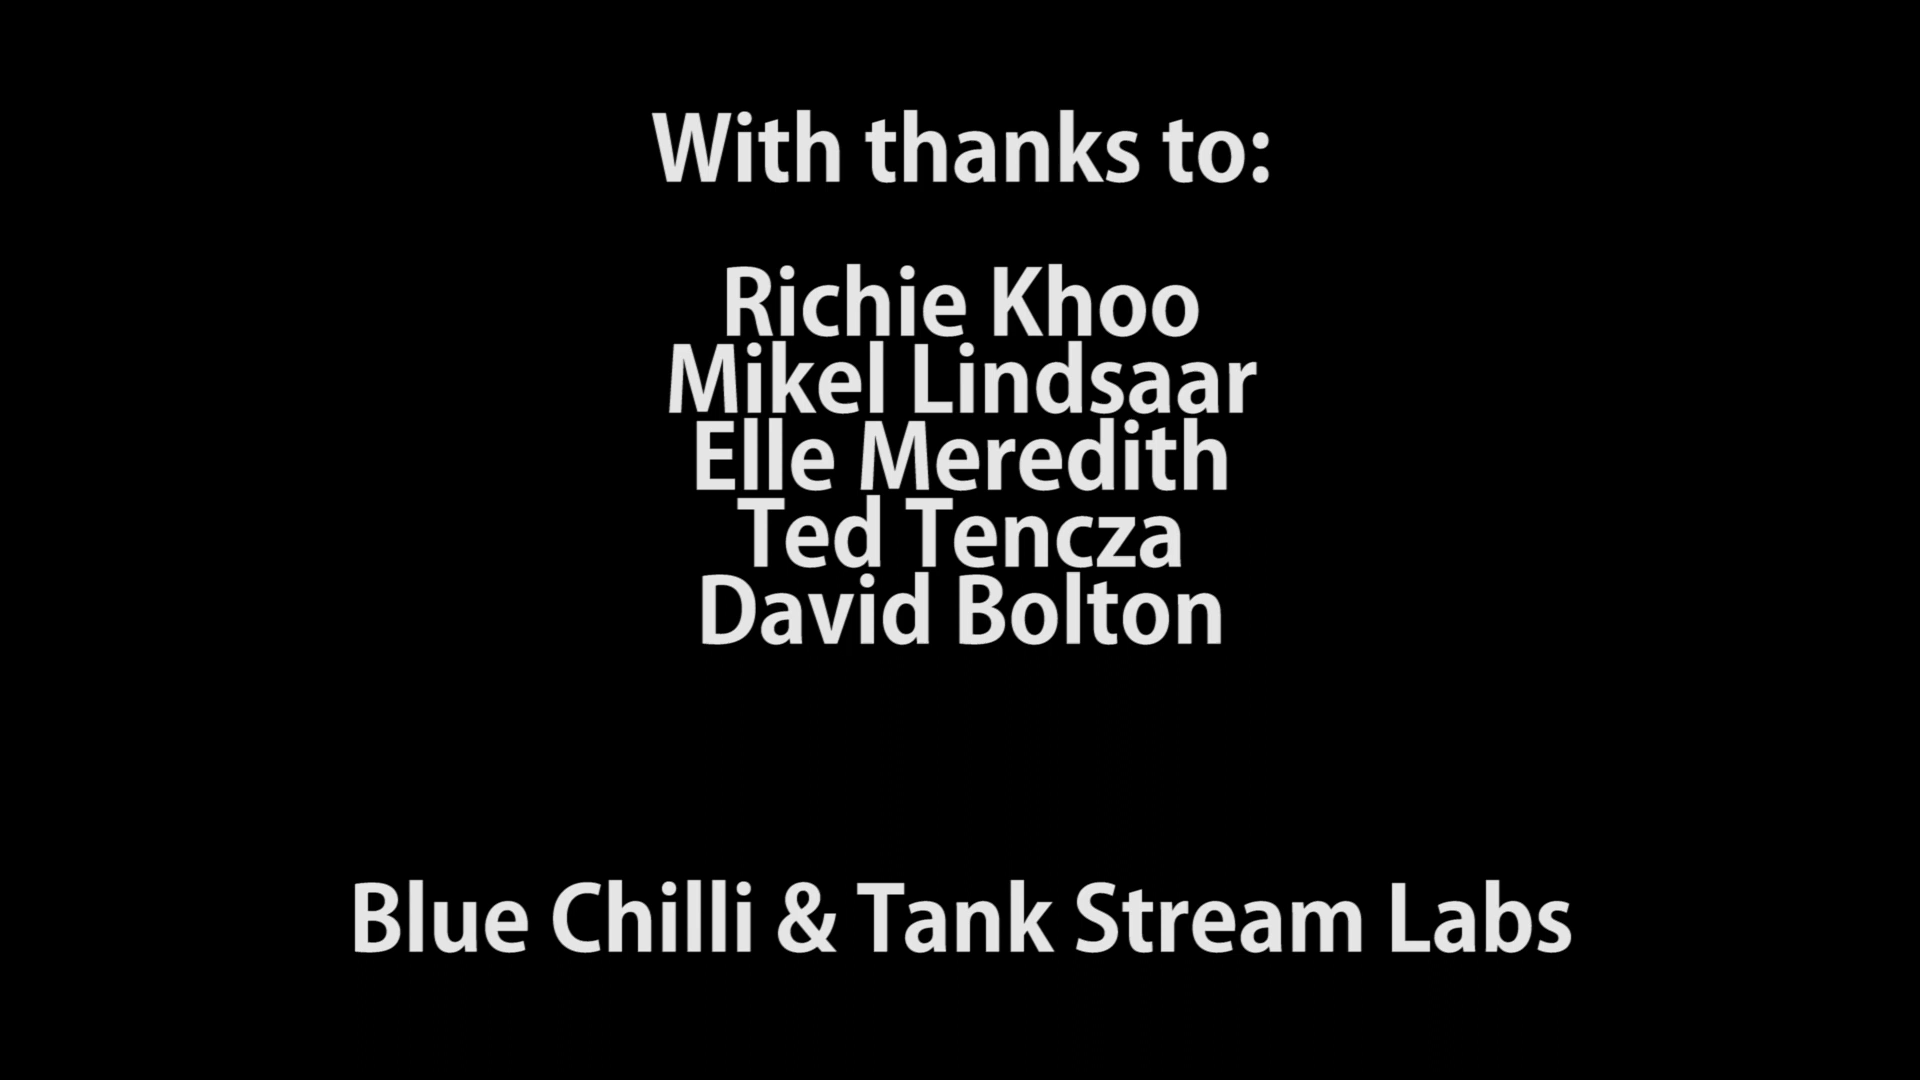 With thanks to:
Richie Khoo
Mikel Lindsaar
Elle Meredith
Ted Tencza
David Bolton
Blue Chilli & Tank Stream Labs